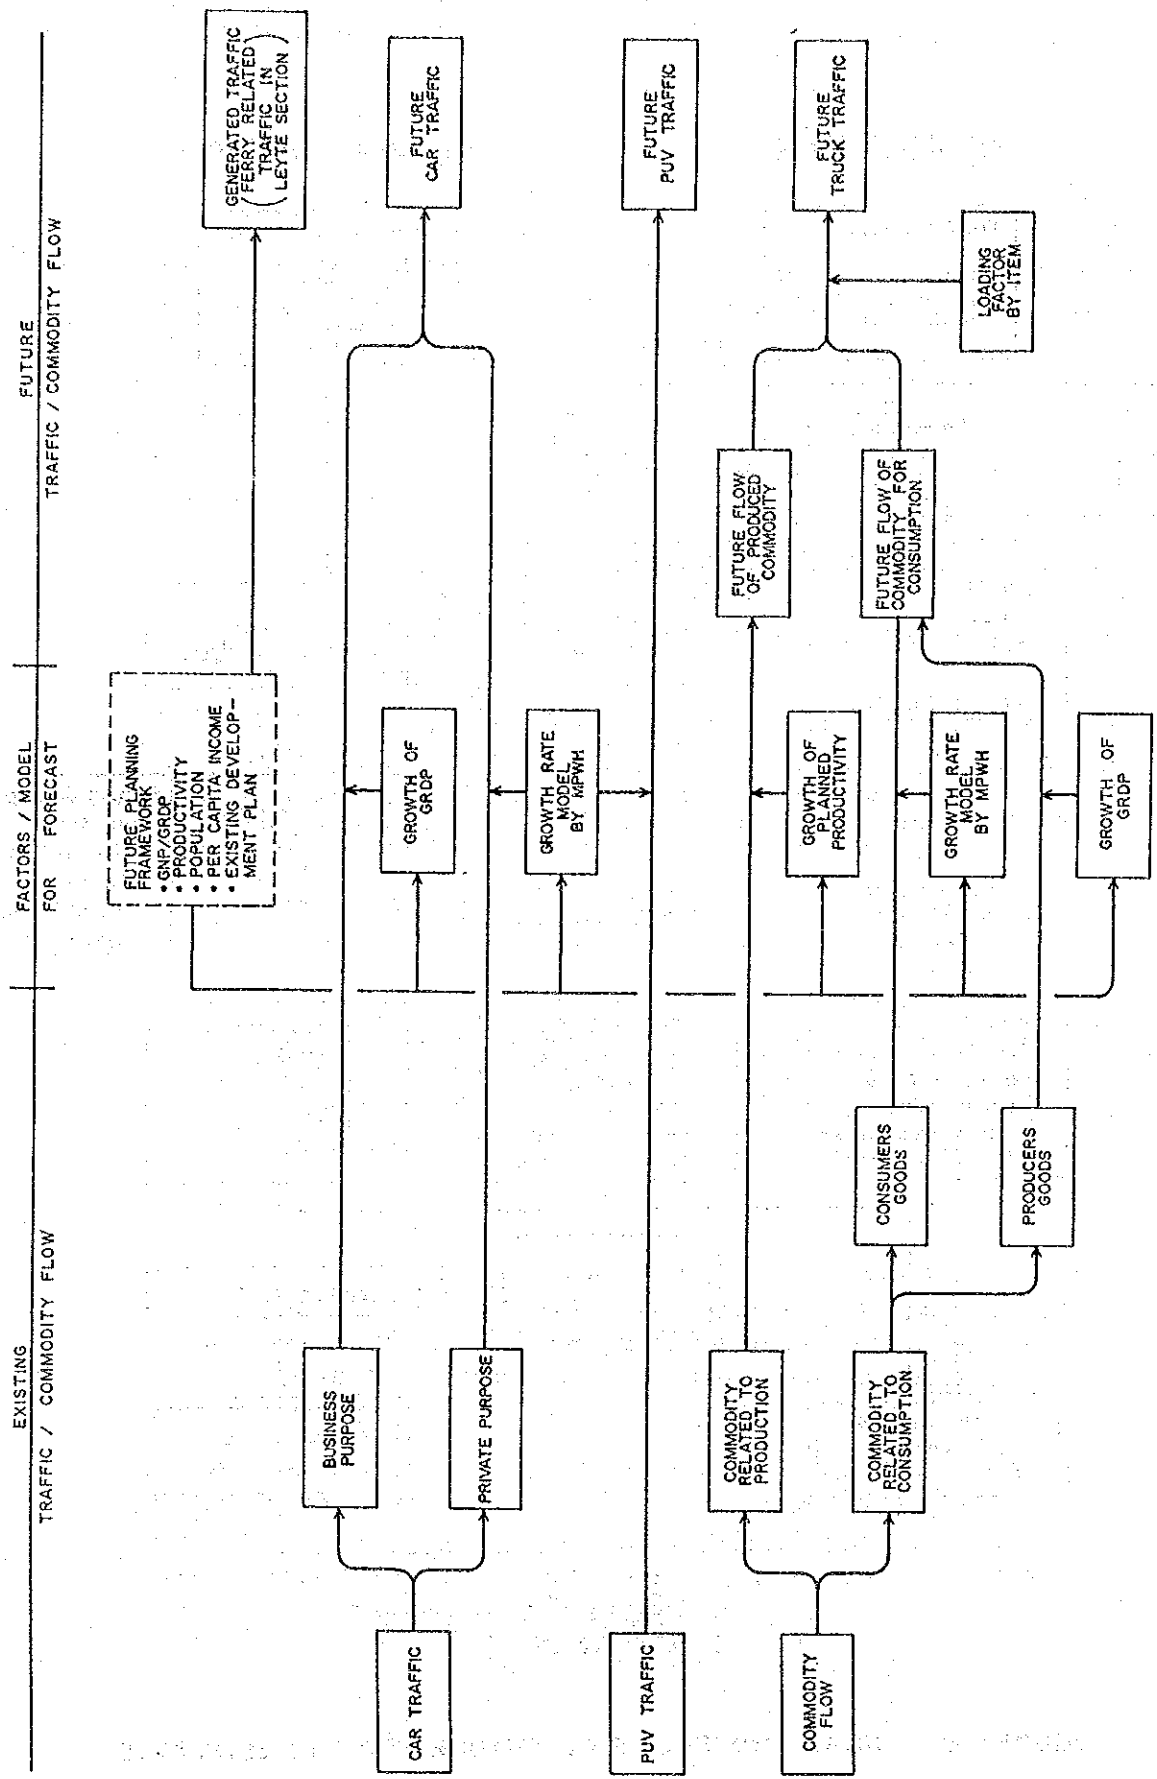 EXISTING
TRAFFIC / COMMODITY FLOW
FACTORS / MODEL
FOR FORECAST
FUTURE
TRAFFIC / COMMODITY FLOW
FUTURE PLANNING
FRAMEWORK
• GNP/GRDP
• PRODUCTIVITY
• POPULATION
• PER CAPITA INCOME
• EXISTING DEVELOP-
MENT PLAN
GENERATED TRAFFIC
(FERRY RELATED
TRAFFIC IN
LEYTE SECTION)
CAR TRAFFIC
BUSINESS
PURPOSE
PRIVATE PURPOSE
GROWTH OF
GRDP
GROWTH RATE
MODEL
BY MPWH
FUTURE
CAR TRAFFIC
PUV TRAFFIC
FUTURE
PUV TRAFFIC
COMMODITY
FLOW
COMMODITY
RELATED TO
PRODUCTION
COMMODITY
RELATED TO
CONSUMPTION
CONSUMERS
GOODS
PRODUCERS
GOODS
GROWTH OF
PLANNED
PRODUCTIVITY
GROWTH RATE
MODEL
BY MPWH
GROWTH OF
GRDP
FUTURE FLOW
OF PRODUCED
COMMODITY
FUTURE FLOW OF
COMMODITY FOR
CONSUMPTION
LOADING
FACTOR
BY ITEM
FUTURE
TRUCK TRAFFIC